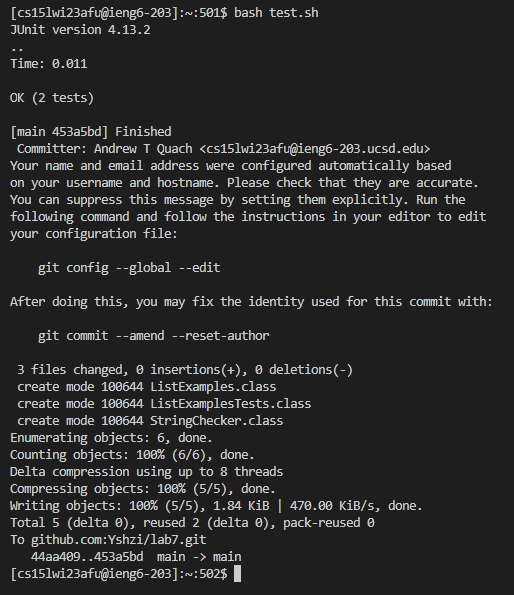 [cs15lwi23afu@ieng6-203]:~:501$ bash test.sh
JUnit version 4.13.2
..
Time: 0.011

OK (2 tests)

[main 453a5bd] Finished
 Committer: Andrew T Quach <cs15lwi23afu@ieng6-203.ucsd.edu>
Your name and email address were configured automatically based
on your username and hostname. Please check that they are accurate.
You can suppress this message by setting them explicitly. Run the
following command and follow the instructions in your editor to edit
your configuration file:

    git config --global --edit

After doing this, you may fix the identity used for this commit with:

    git commit --amend --reset-author

 3 files changed, 0 insertions(+), 0 deletions(-)
 create mode 100644 ListExamples.class
 create mode 100644 ListExamplesTests.class
 create mode 100644 StringChecker.class
Enumerating objects: 6, done.
Counting objects: 100% (6/6), done.
Delta compression using up to 8 threads
Compressing objects: 100% (5/5), done.
Writing objects: 100% (5/5), 1.84 KiB | 470.00 KiB/s, done.
Total 5 (delta 0), reused 2 (delta 0), pack-reused 0
To github.com:Yshzi/lab7.git
   44aa409..453a5bd  main -> main
[cs15lwi23afu@ieng6-203]:~:502$